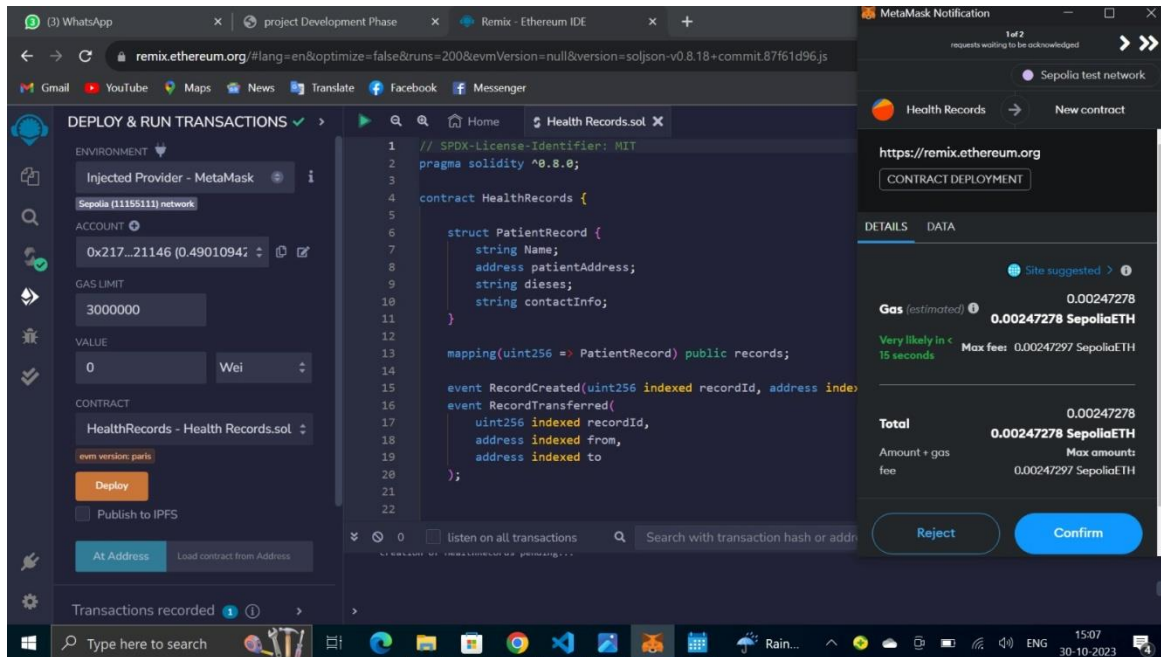 (3) WhatsApp
project Development Phase
Remix - Ethereum IDE
remix.ethereum.org/#lang=en&optimize=false&runs=200&evmVersion=null&version=soljson-v0.8.18+commit.87f61d96.js
Gmail YouTube Maps News Translate Facebook Messenger
DEPLOY & RUN TRANSACTIONS
ENVIRONMENT
Injected Provider - MetaMask
Sepolia (11155111) network
ACCOUNT
0x217...21146 (0.49010942
GAS LIMIT
3000000
VALUE
0 Wei
CONTRACT
HealthRecords - Health Records.sol
evm version: paris
Deploy
Publish to IPFS
At Address Load contract from Address
Transactions recorded 1
Home Health Records.sol
1 // SPDX-License-Identifier: MIT
2 pragma solidity ^0.8.0;
3
4 contract HealthRecords {
5
6 struct PatientRecord {
7 string Name;
8 address patientAddress;
9 string dieses;
10 string contactInfo;
11 }
12
13 mapping(uint256 => PatientRecord) public records;
14
15 event RecordCreated(uint256 indexed recordId, address index
16 event RecordTransferred(
17 uint256 indexed recordId,
18 address indexed from,
19 address indexed to
20 );
21
22
0 listen on all transactions Search with transaction hash or addre
creation of HealthRecords pending...
MetaMask Notification
1 of 2
requests waiting to be acknowledged
Sepolia test network
Health Records New contract
https://remix.ethereum.org
CONTRACT DEPLOYMENT
DETAILS DATA
Site suggested >
0.00247278
Gas (estimated) 0.00247278 SepoliaETH
Very likely in < 15 seconds
Max fee: 0.00247297 SepoliaETH
0.00247278
Total 0.00247278 SepoliaETH
Amount + gas fee
Max amount:
0.00247297 SepoliaETH
Reject Confirm
Type here to search
Rain...
ENG
15:07
30-10-2023
4